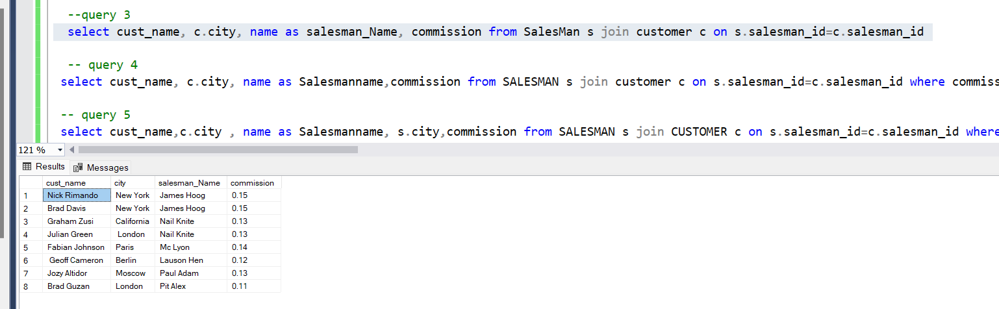 --query 3
select cust_name, c.city, name as salesman_Name, commission from SalesMan s join customer c on s.salesman_id=c.salesman_id
-- query 4
select cust_name, c.city, name as Salesmanname,commission from SALESMAN s join customer c on s.salesman_id=c.salesman_id where commiss
-- query 5
select cust_name,c.city , name as Salesmanname, s.city,commission from SALESMAN s join CUSTOMER c on s.salesman_id=c.salesman_id where
121 %
Results Messages
cust_name city salesman_Name commission
1 Nick Rimando New York James Hoog 0.15
2 Brad Davis New York James Hoog 0.15
3 Graham Zusi California Nail Knite 0.13
4 Julian Green London Nail Knite 0.13
5 Fabian Johnson Paris Mc Lyon 0.14
6 Geoff Cameron Berlin Lauson Hen 0.12
7 Jozy Altidor Moscow Paul Adam 0.13
8 Brad Guzan London Pit Alex 0.11